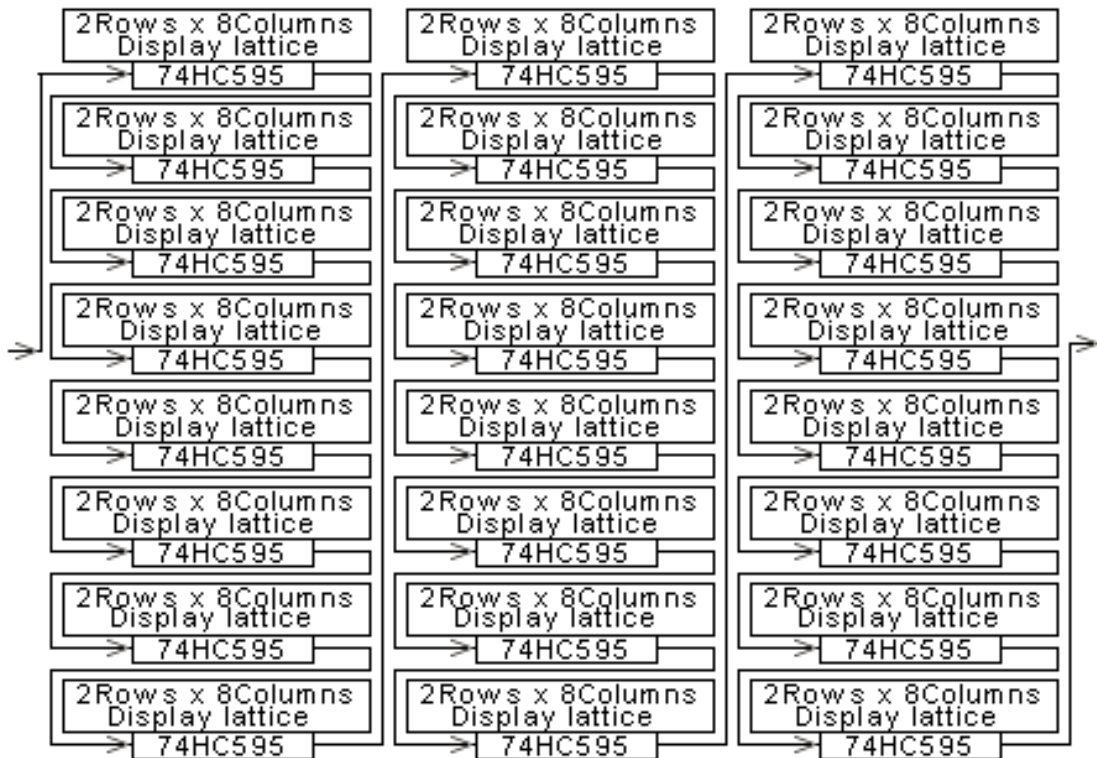 2Rows x 8Columns
Display lattice
74HC595
2Rows x 8Columns
Display lattice
74HC595
2Rows x 8Columns
Display lattice
74HC595
2Rows x 8Columns
Display lattice
74HC595
2Rows x 8Columns
Display lattice
74HC595
2Rows x 8Columns
Display lattice
74HC595
2Rows x 8Columns
Display lattice
74HC595
2Rows x 8Columns
Display lattice
74HC595
2Rows x 8Columns
Display lattice
74HC595
2Rows x 8Columns
Display lattice
74HC595
2Rows x 8Columns
Display lattice
74HC595
2Rows x 8Columns
Display lattice
74HC595
2Rows x 8Columns
Display lattice
74HC595
2Rows x 8Columns
Display lattice
74HC595
2Rows x 8Columns
Display lattice
74HC595
2Rows x 8Columns
Display lattice
74HC595
2Rows x 8Columns
Display lattice
74HC595
2Rows x 8Columns
Display lattice
74HC595
2Rows x 8Columns
Display lattice
74HC595
2Rows x 8Columns
Display lattice
74HC595
2Rows x 8Columns
Display lattice
74HC595
2Rows x 8Columns
Display lattice
74HC595
2Rows x 8Columns
Display lattice
74HC595
2Rows x 8Columns
Display lattice
74HC595